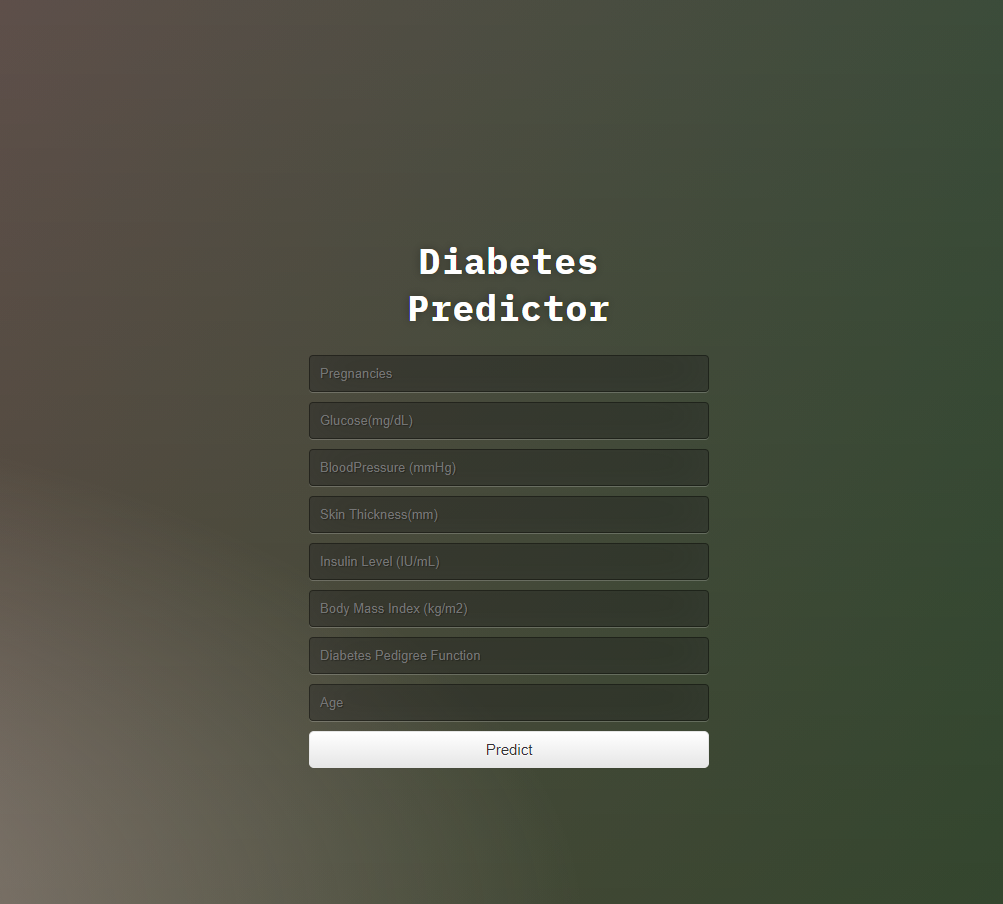 Diabetes
Predictor
Pregnancies
Glucose(mg/dL)
BloodPressure (mmHg)
Skin Thickness(mm)
Insulin Level (IU/mL)
Body Mass Index (kg/m2)
Diabetes Pedigree Function
Age
Predict